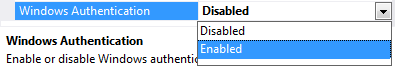 Windows Authentication Disabled
Disabled
Enabled
Windows Authentication
Enable or disable Windows